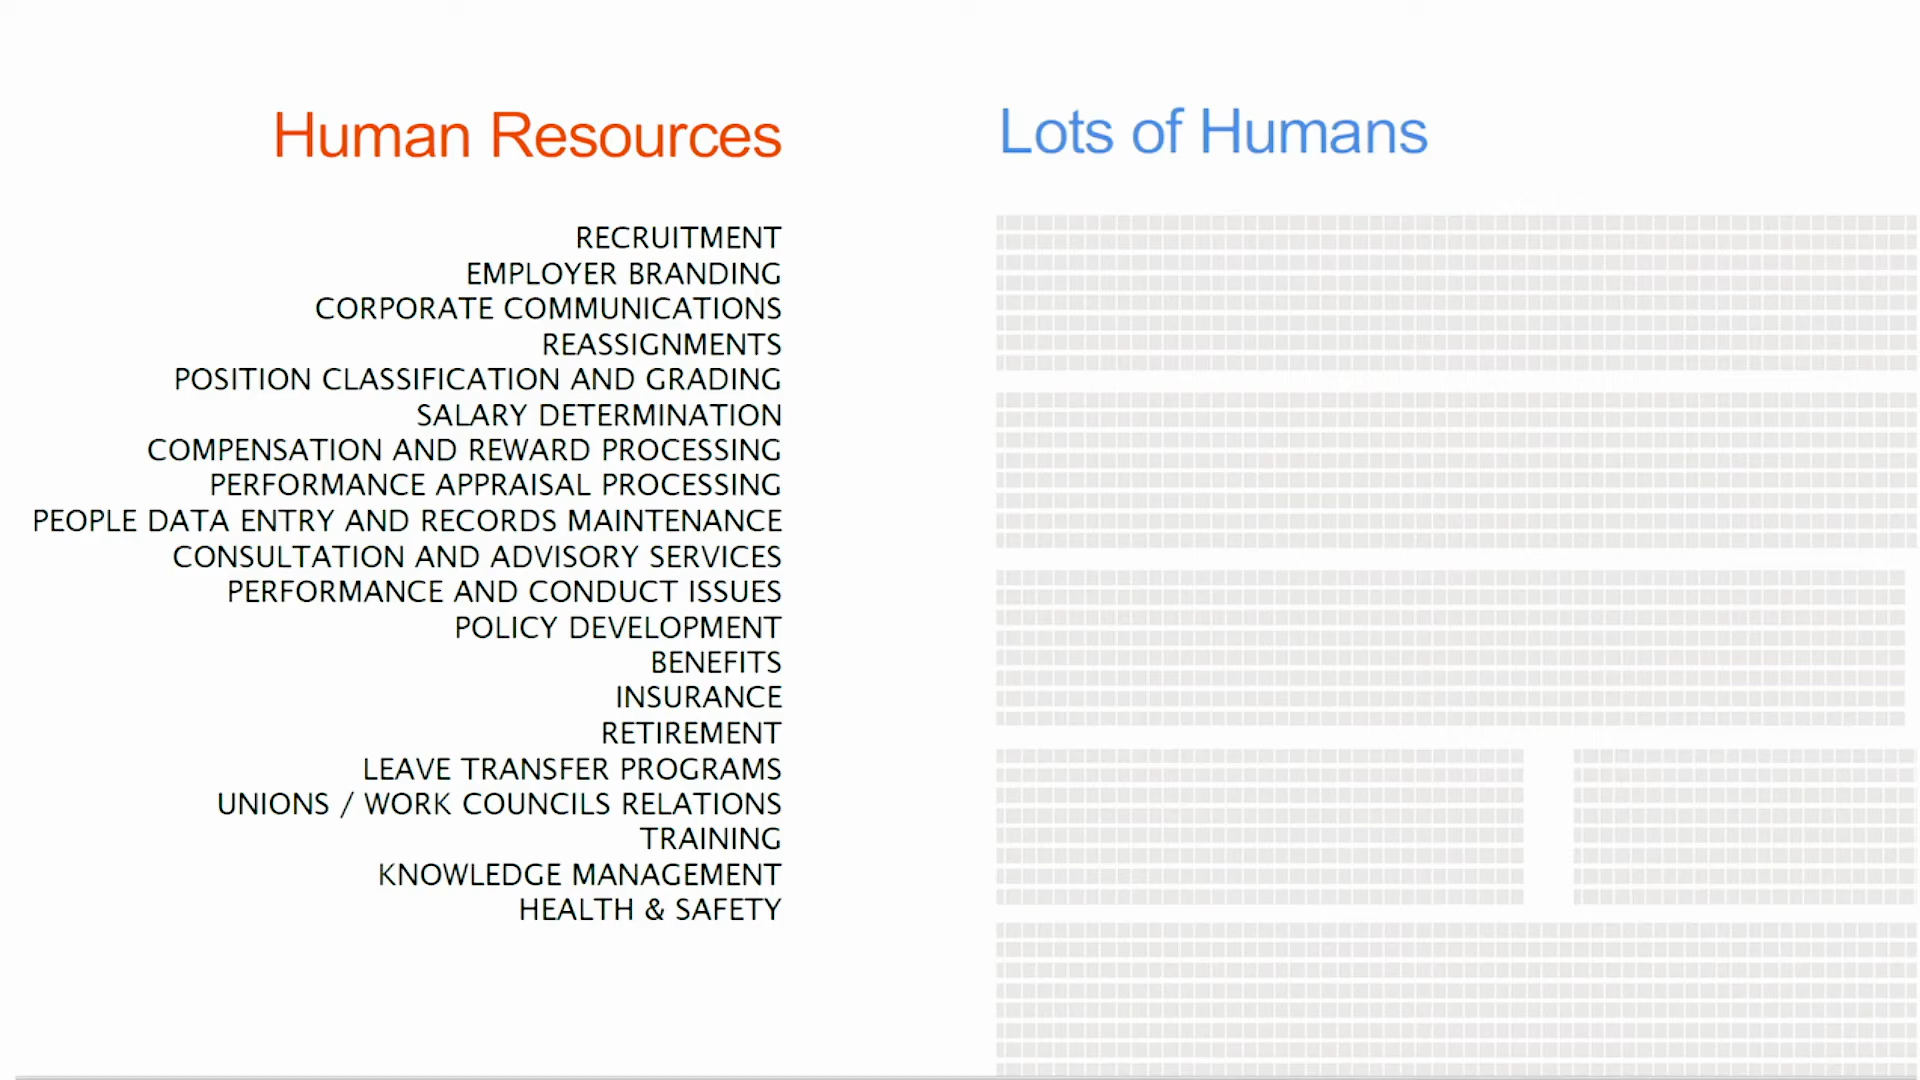 Human Resources
RECRUITMENT
EMPLOYER BRANDING
CORPORATE COMMUNICATIONS
REASSIGNMENTS
POSITION CLASSIFICATION AND GRADING
SALARY DETERMINATION
COMPENSATION AND REWARD PROCESSING
PERFORMANCE APPRAISAL PROCESSING
PEOPLE DATA ENTRY AND RECORDS MAINTENANCE
CONSULTATION AND ADVISORY SERVICES
PERFORMANCE AND CONDUCT ISSUES
POLICY DEVELOPMENT
BENEFITS
INSURANCE
RETIREMENT
LEAVE TRANSFER PROGRAMS
UNIONS / WORK COUNCILS RELATIONS
TRAINING
KNOWLEDGE MANAGEMENT
HEALTH & SAFETY
Lots of Humans